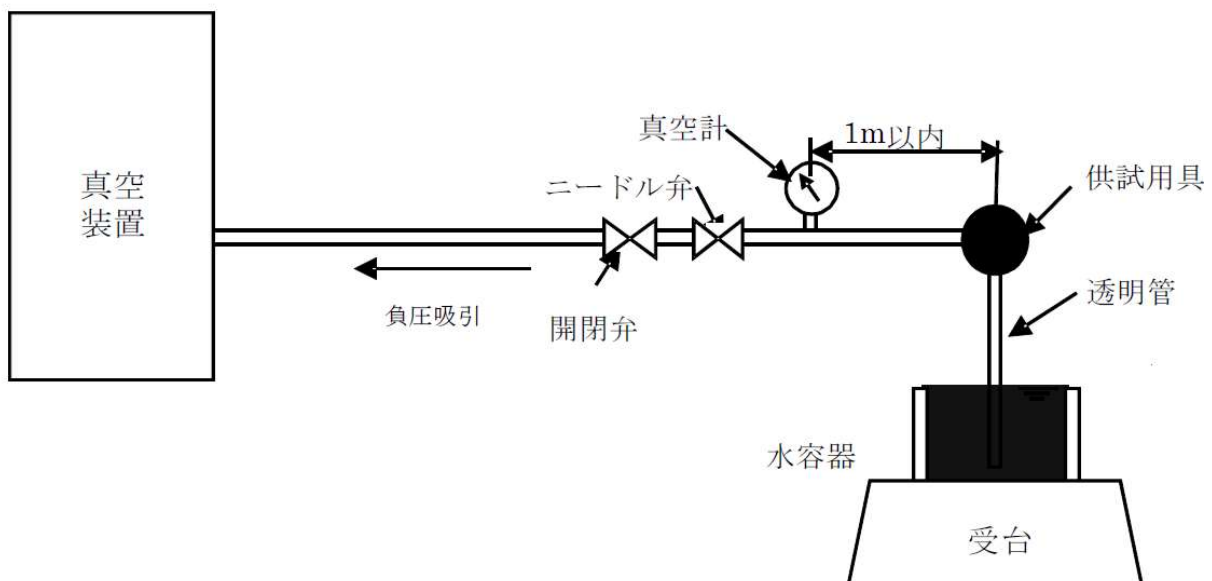 真空計
1m以内
供試用具
真空
装置
ニードル弁
負圧吸引
開閉弁
透明管
水容器
受台